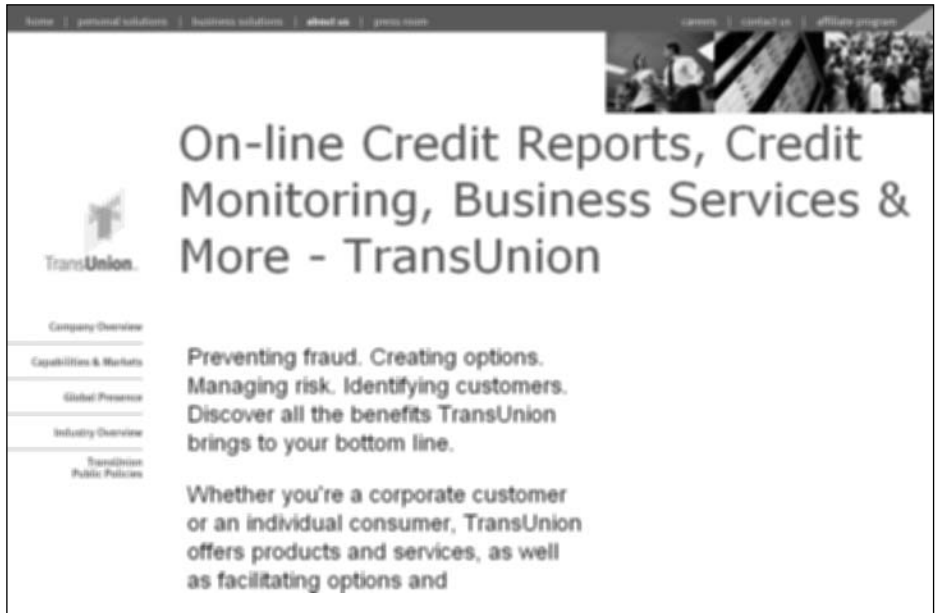 home | personal solutions | business solutions | about us | press room
careers | contact us | affiliate program
On-line Credit Reports, Credit
Monitoring, Business Services &
More - TransUnion
TransUnion.
Company Overview
Capabilities & Markets
Global Presence
Industry Overview
TransUnion
Public Policies
Preventing fraud. Creating options.
Managing risk. Identifying customers.
Discover all the benefits TransUnion
brings to your bottom line.
Whether you're a corporate customer
or an individual consumer, TransUnion
offers products and services, as well
as facilitating options and